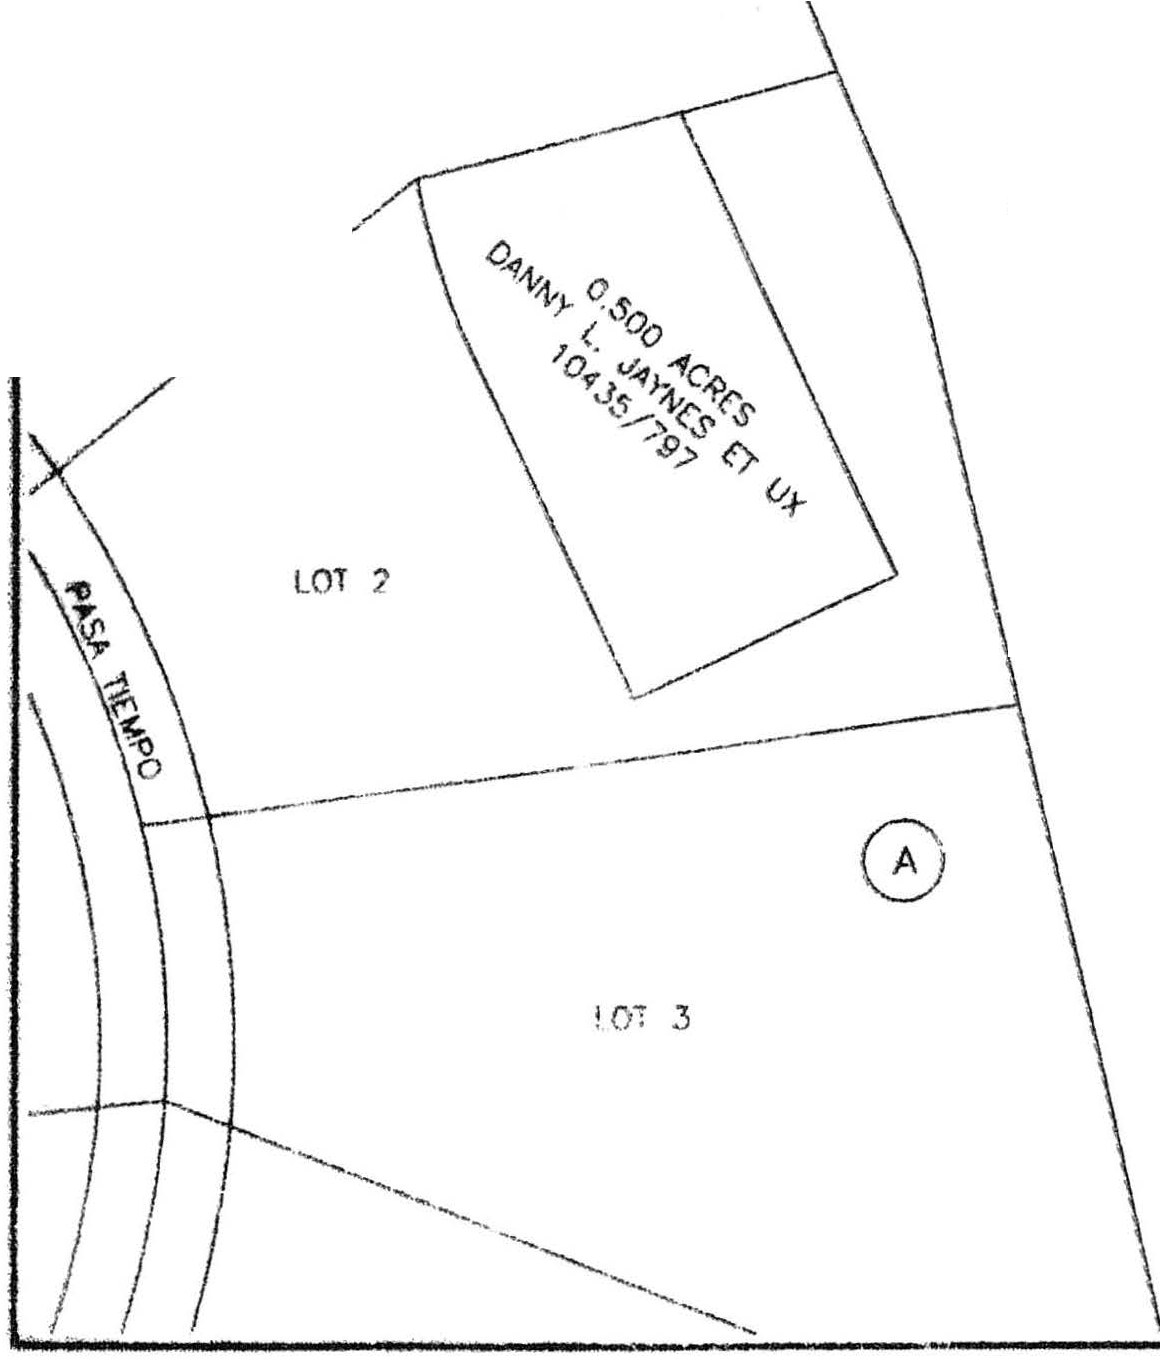 0.500 ACRES
DANNY L. JAYNES ET UX
10435/797
LOT 2
PASA TIEMPO
A
LOT 3